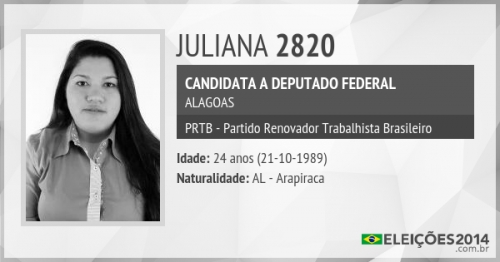 JULIANA 2820
CANDIDATA A DEPUTADO FEDERAL
ALAGOAS
PRTB - Partido Renovador Trabalhista Brasileiro
Idade: 24 anos (21-10-1989)
Naturalidade: AL - Arapiraca
ELEIÇÕES2014
.com.br